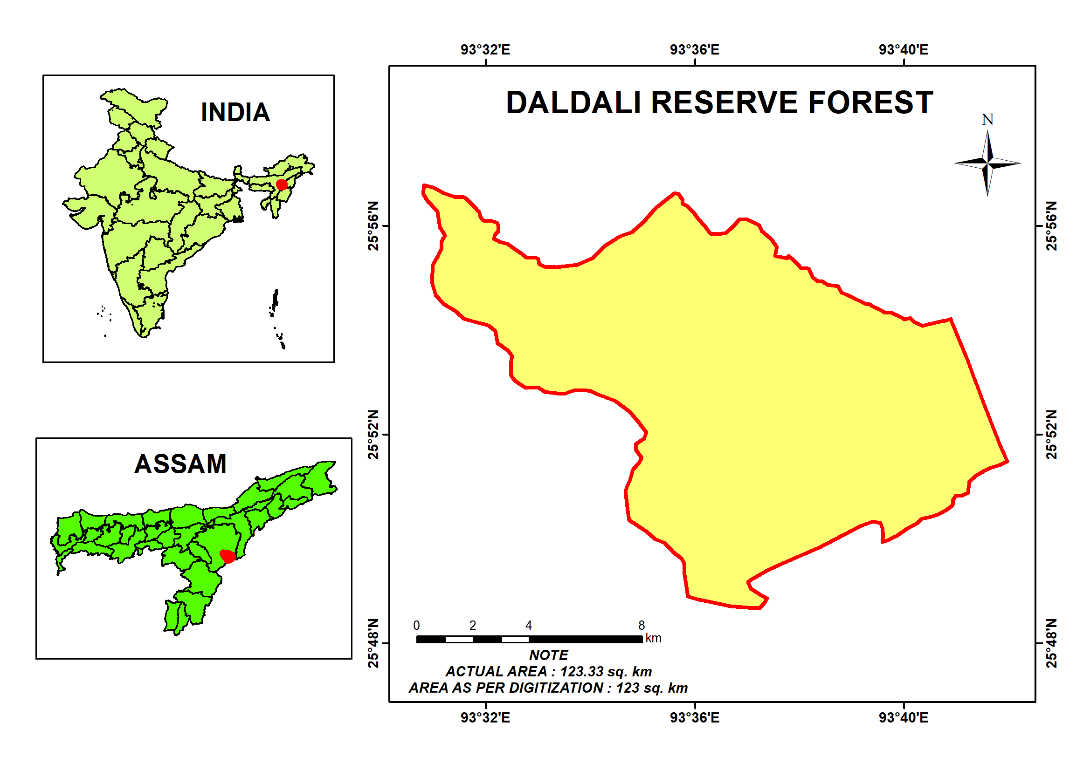 93°32'E 93°36'E 93°40'E
INDIA
DALDALI RESERVE FOREST
N
25°56'N 25°56'N
25°52'N 25°52'N
ASSAM
25°48'N 25°48'N
0 2 4 8
km
NOTE
ACTUAL AREA : 123.33 sq. km
AREA AS PER DIGITIZATION : 123 sq. km
93°32'E 93°36'E 93°40'E